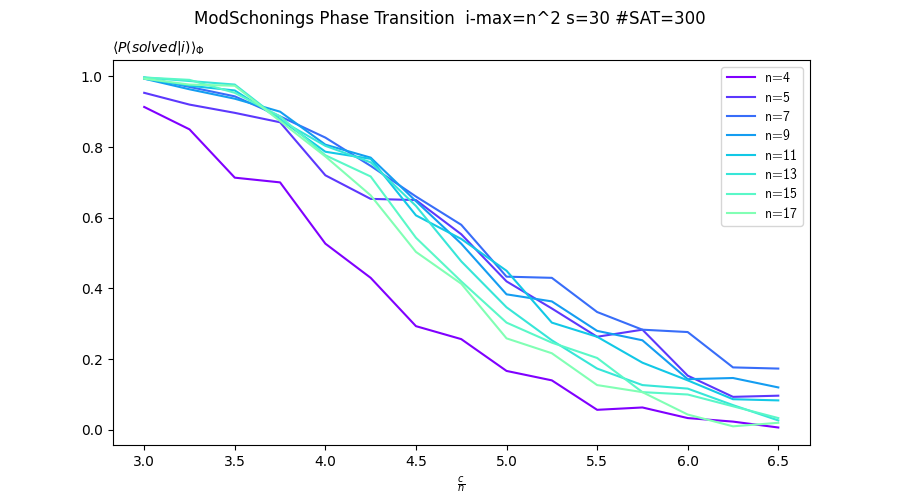 ModSchonings Phase Transition  i-max=n^2 s=30 #SAT=300
⟨P(solved|i)⟩Φ
1.0
0.8
0.6
0.4
0.2
0.0
n=4
n=5
n=7
n=9
n=11
n=13
n=15
n=17
3.0 3.5 4.0 4.5 5.0 5.5 6.0 6.5
c/n